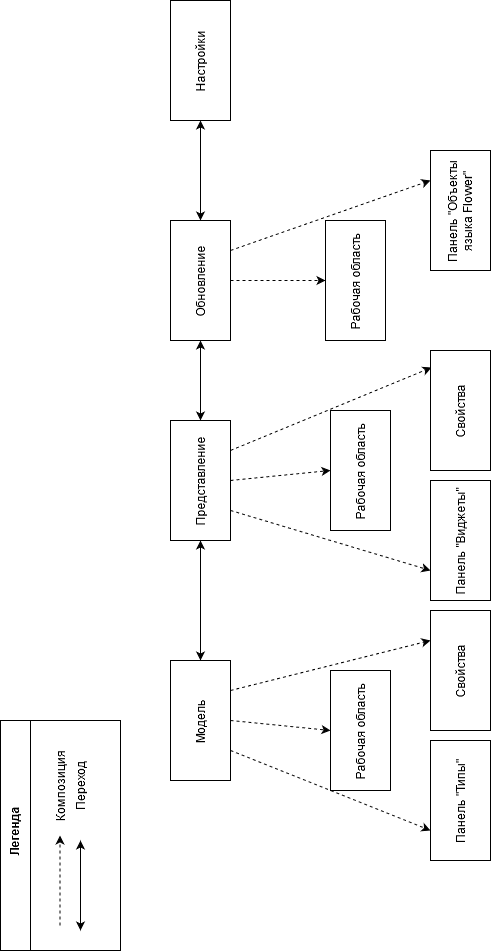 Легенда
Композиция
Переход
Модель
Представление
Обновление
Настройки
Рабочая область
Рабочая область
Рабочая область
Панель "Типы"
Свойства
Панель "Виджеты"
Свойства
Панель "Объекты
языка Flower"